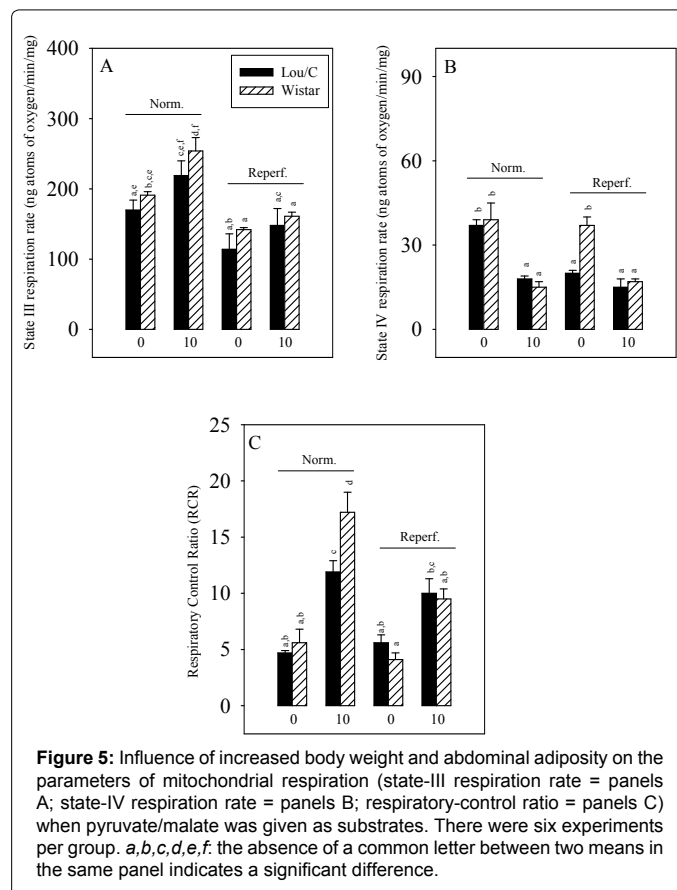 A
Lou/C
Wistar
Norm.
Reperf.
State III respiration rate (ng atoms of oxygen/min/mg)
400
300
200
100
0
a,e
b,c,e
c,e,f
d,f
a,b
a
a,c
a
0
10
0
10
B
Norm.
Reperf.
State IV respiration rate (ng atoms of oxygen/min/mg)
90
60
30
0
b
b
a
a
a
b
a
a
0
10
0
10
C
Norm.
Reperf.
Respiratory Control Ratio (RCR)
25
20
15
10
5
0
a,b
a,b
c
d
a,b
a
b,c
a,b
0
10
0
10
Figure 5: Influence of increased body weight and abdominal adiposity on the
parameters of mitochondrial respiration (state-III respiration rate = panels
A; state-IV respiration rate = panels B; respiratory-control ratio = panels C)
when pyruvate/malate was given as substrates. There were six experiments
per group. a,b,c,d,e,f: the absence of a common letter between two means in
the same panel indicates a significant difference.